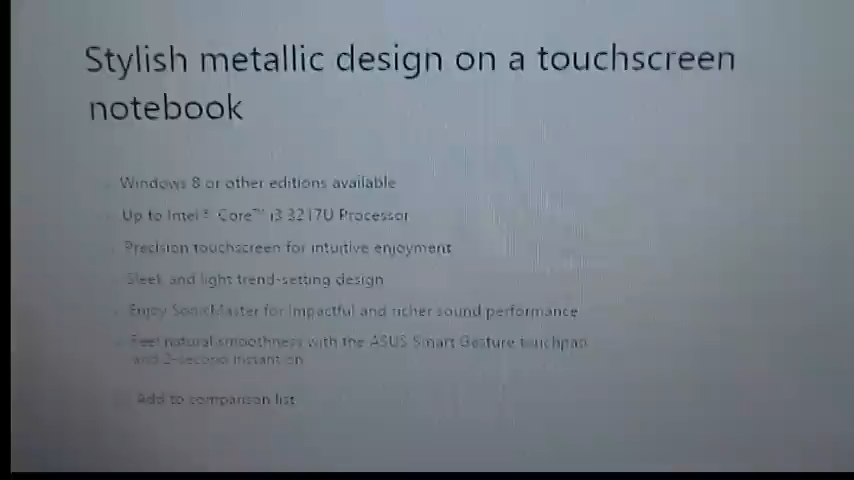 Stylish metallic design on a touchscreen
notebook
Windows 8 or other editions available
Up to Intel® Core™ i3 3217U Processor
Precision touchscreen for intuitive enjoyment
Sleek and light trend-setting design
Enjoy SonicMaster for impactful and richer sound performance
Feel natural smoothness with the ASUS Smart Gesture touchpad
and 2-second instant on
Add to comparison list